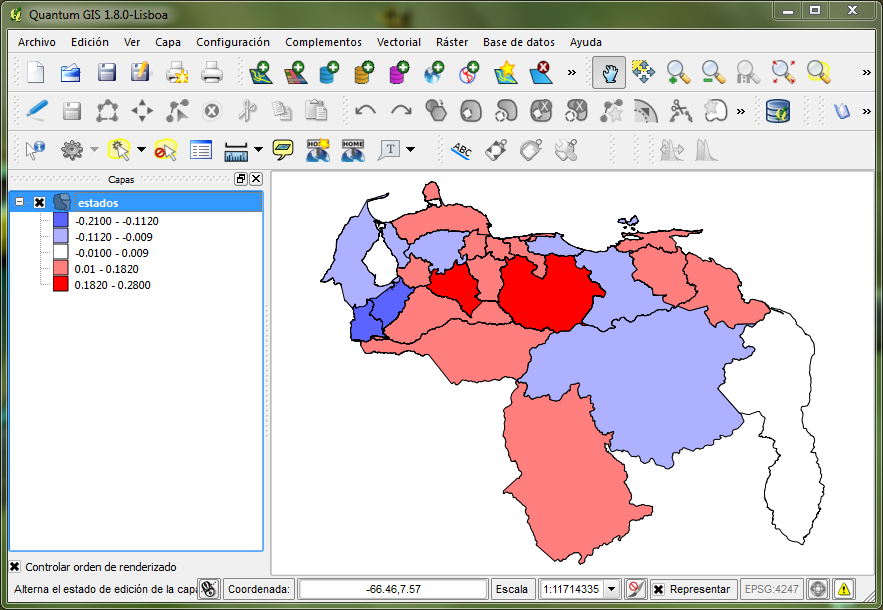 Quantum GIS 1.8.0-Lisboa
Archivo Edición Ver Capa Configuración Complementos Vectorial Ráster Base de datos Ayuda
»
»
»
»
HOME
T
ABC
Capas
estados
-0.2100 - -0.1120
-0.1120 - -0.009
-0.0100 - 0.009
0.01 - 0.1820
0.1820 - 0.2800
Controlar orden de renderizado
Alterna el estado de edición de la capa Coordenada: -66.46,7.57 Escala 1:11714335 Representar EPSG:4247